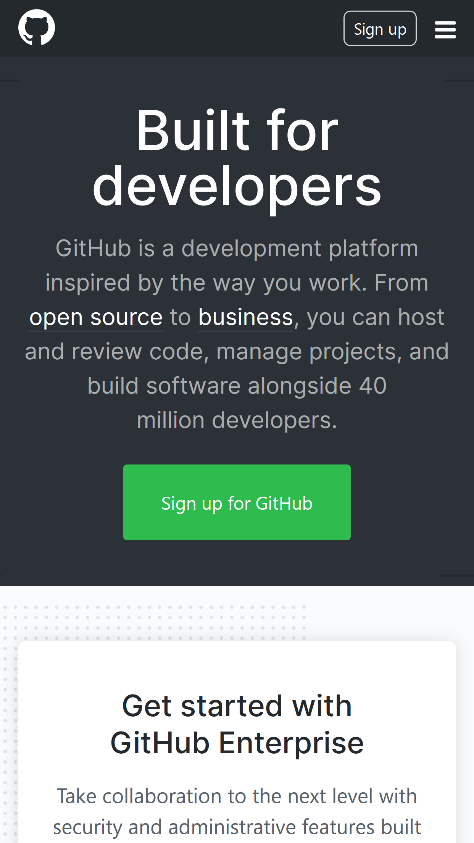 Sign up
Built for
developers
GitHub is a development platform
inspired by the way you work. From
open source to business, you can host
and review code, manage projects, and
build software alongside 40
million developers.
Sign up for GitHub
Get started with
GitHub Enterprise
Take collaboration to the next level with
security and administrative features built